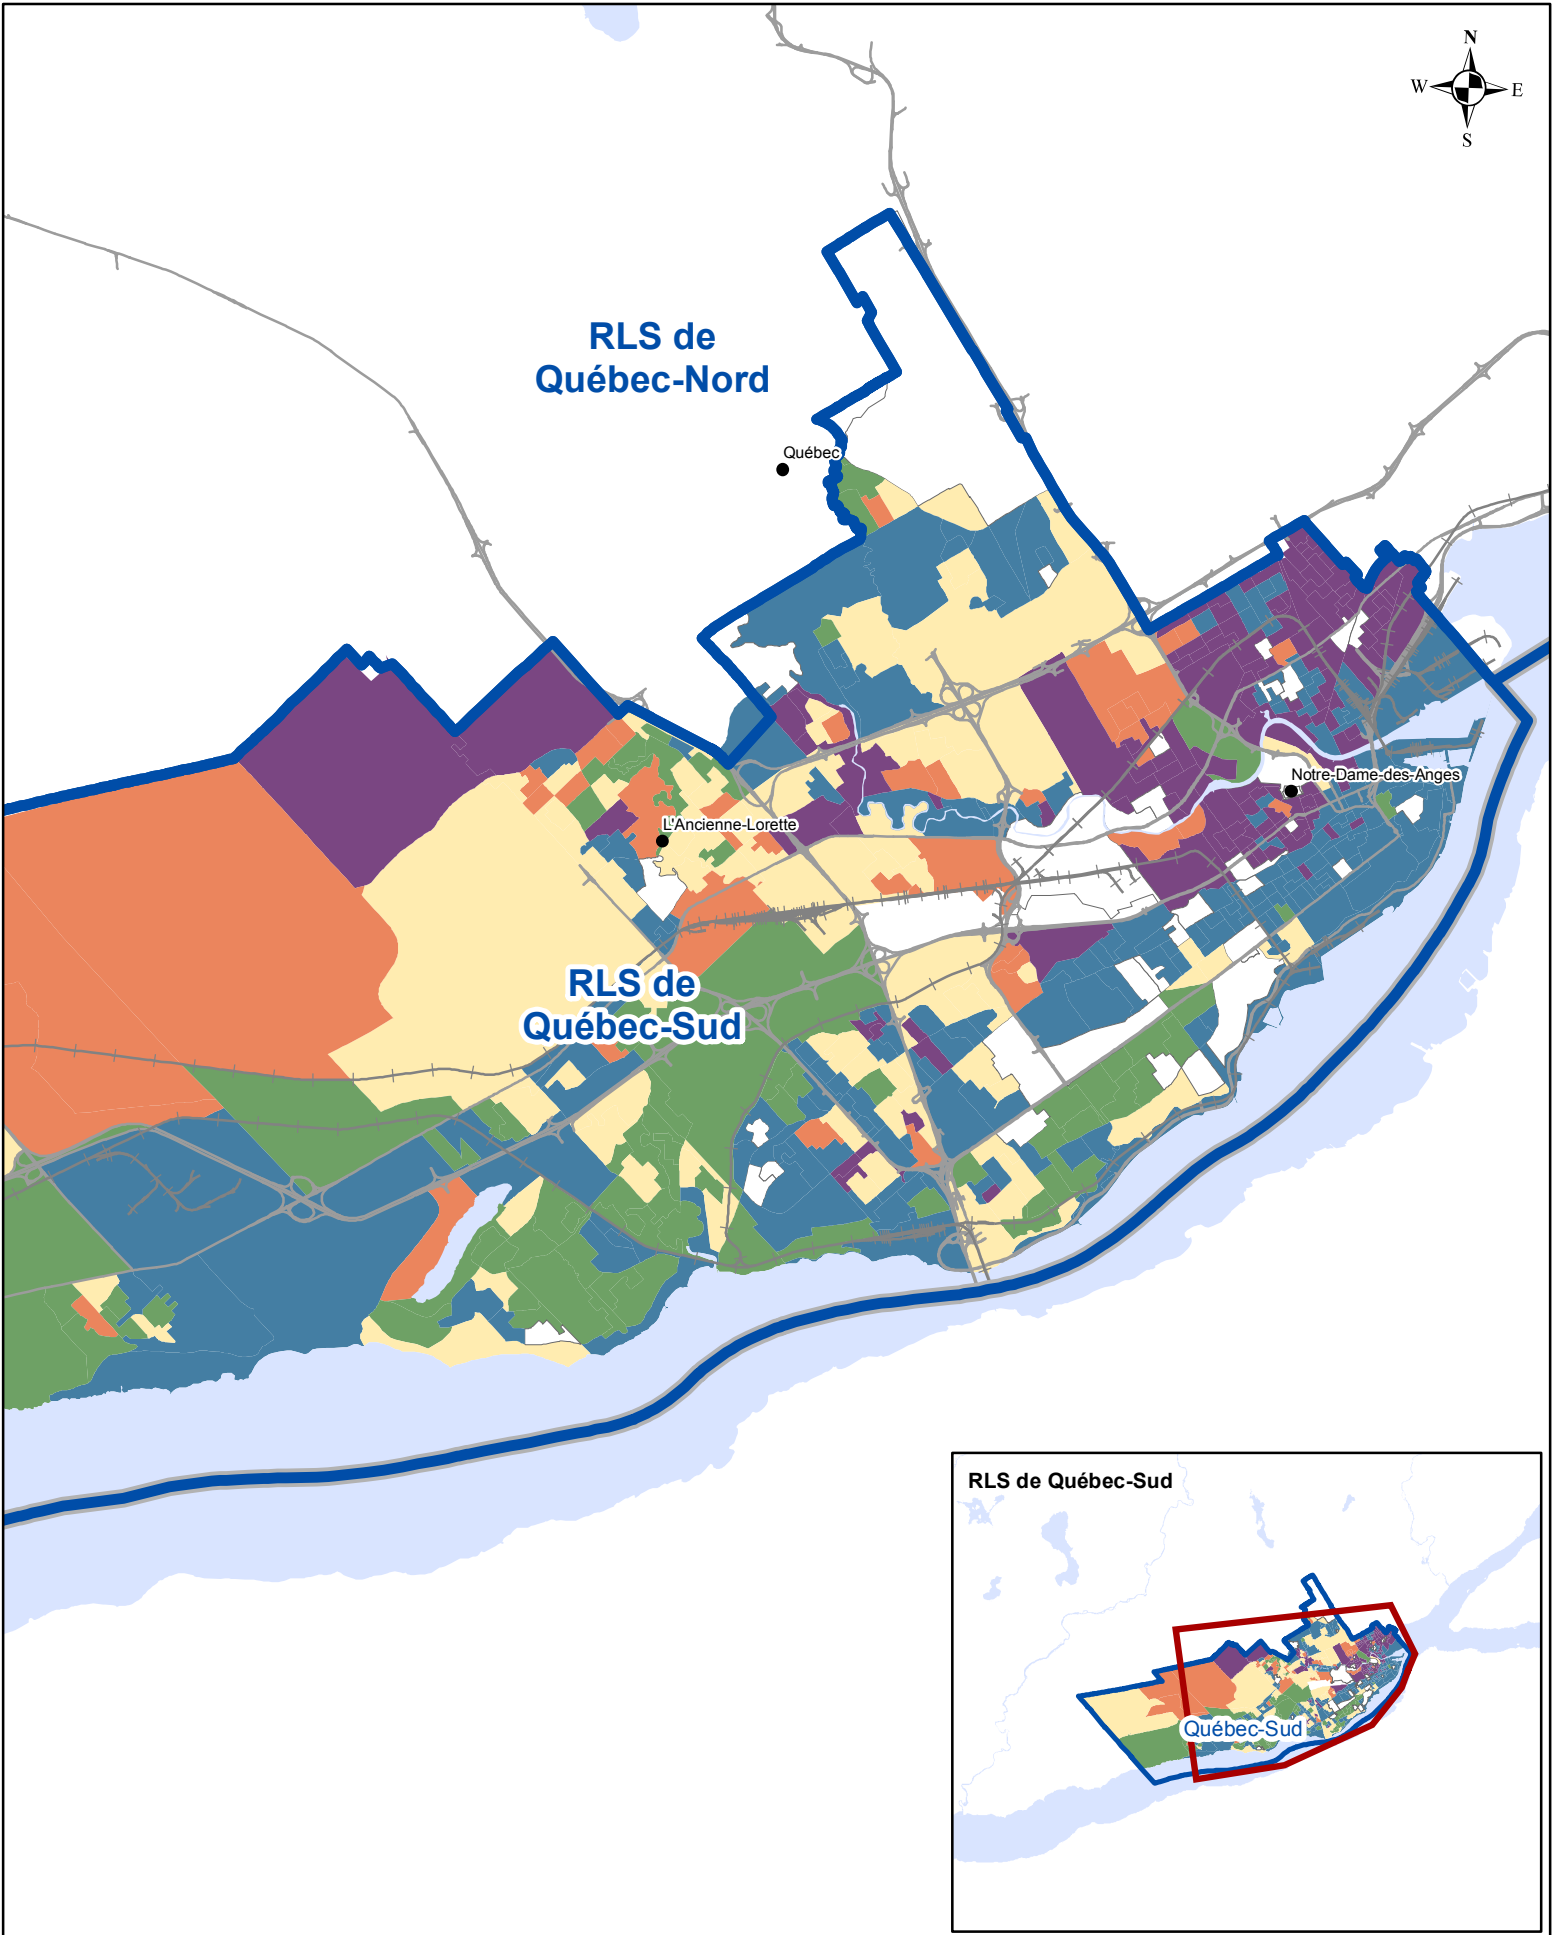 N
W E
S
RLS de
Québec-Nord
Québec
Notre-Dame-des-Anges
L'Ancienne-Lorette
RLS de
Québec-Sud
RLS de Québec-Sud
Québec-Sud